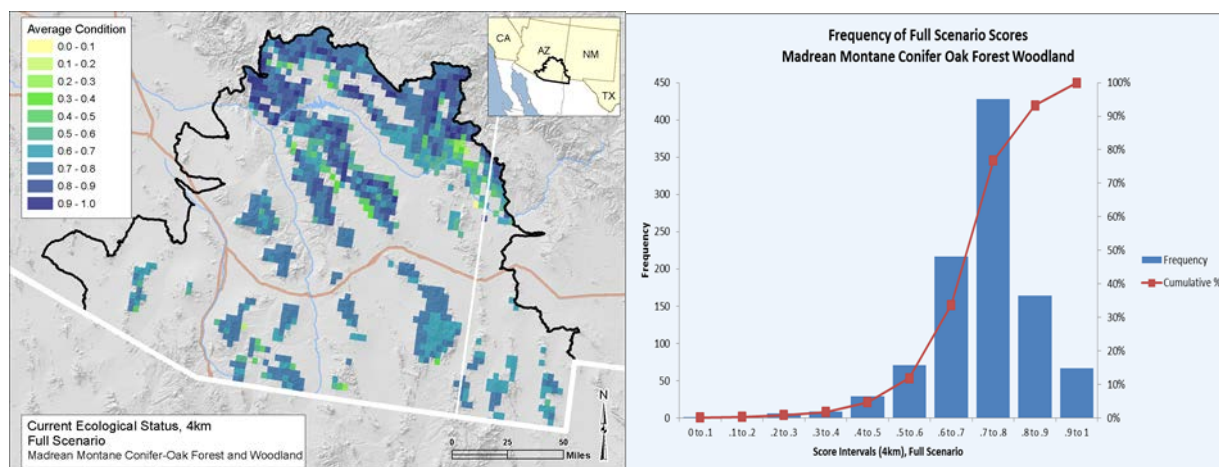 Average Condition
0.0 - 0.1
0.1 - 0.2
0.2 - 0.3
0.3 - 0.4
0.4 - 0.5
0.5 - 0.6
0.6 - 0.7
0.7 - 0.8
0.8 - 0.9
0.9 - 1.0
CA
AZ
NM
TX
N
0 25 50
Miles
Current Ecological Status, 4km
Full Scenario
Madrean Montane Conifer-Oak Forest and Woodland
Frequency of Full Scenario Scores
Madrean Montane Conifer Oak Forest Woodland
Frequency
450
400
350
300
250
200
150
100
50
0
100%
90%
80%
70%
60%
50%
40%
30%
20%
10%
0%
Frequency
Cumulative %
0 to .1 .1 to .2 .2 to .3 .3 to .4 .4 to .5 .5 to .6 .6 to .7 .7 to .8 .8 to .9 .9 to 1
Score Intervals (4km), Full Scenario